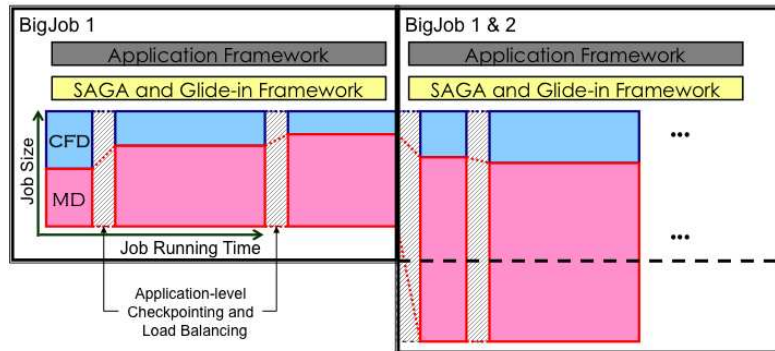 BigJob 1
Application Framework
SAGA and Glide-in Framework
CFD
MD
Job Size
Job Running Time
Application-level
Checkpointing and
Load Balancing
BigJob 1 & 2
Application Framework
SAGA and Glide-in Framework
...
...